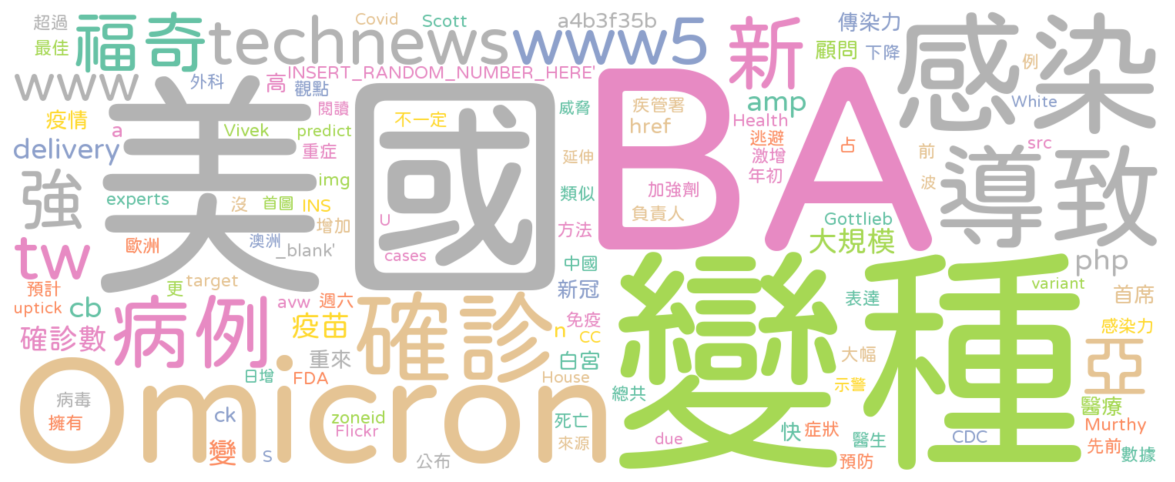 超過
最佳
福奇
technews
Covid
Scott
www5
a4b3f35b
新
傳染力
顧問
下降
感染
例
www
外科
高
INSERT_RANDOM_NUMBER_HERE'
觀點
閱讀
美國
BA
威脅
疾管署
href
amp
Health
White
疫情
a
Vivek
predict
不一定
逃避
占
前
src
delivery
重症
延伸
激增
年初
導致
強
experts
img
類似
加強劑
波
沒
首圖
INS
增加
U
方法
負責人
Gottlieb
大規模
tw
歐洲
澳洲
_blank'
cases
中國
php
預計
更
target
新冠
變種
表達
variant
首席
uptick
cb
avw
週六
確診數
病例
疫苗
確診
n
免疫
CC
感染力
重來
白宮
大幅
亞
日增
FDA
House
總共
示警
Omicron
病毒
擁有
ck
zoneid
Flickr
死亡
來源
醫療
Murthy
變
s
公布
due
快
症狀
醫生
預防
CDC
先前
數據